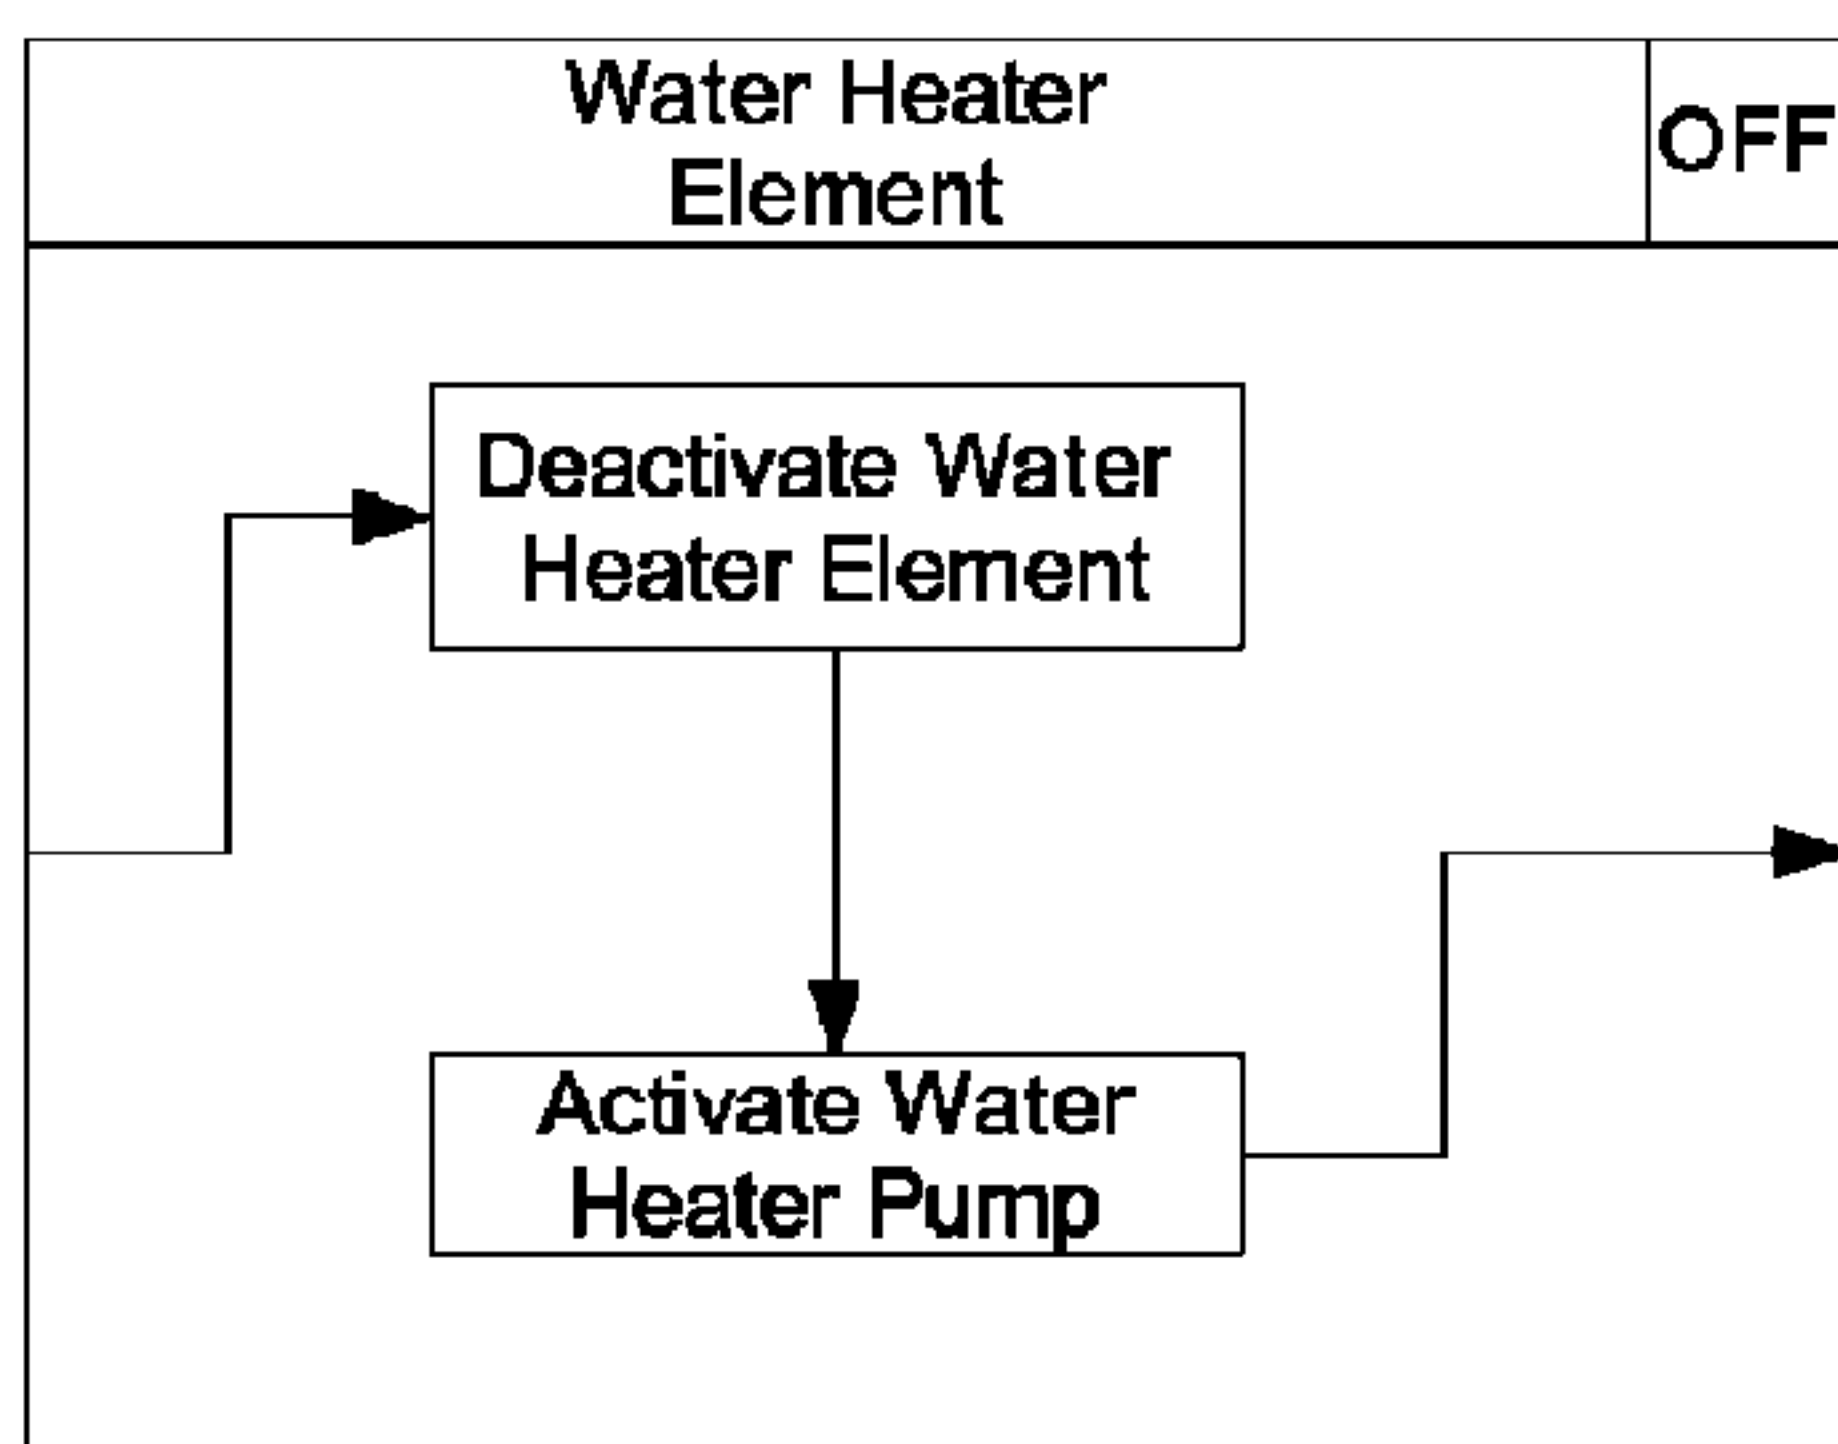 Water Heater
Element
OFF
Deactivate Water
Heater Element
Activate Water
Heater Pump